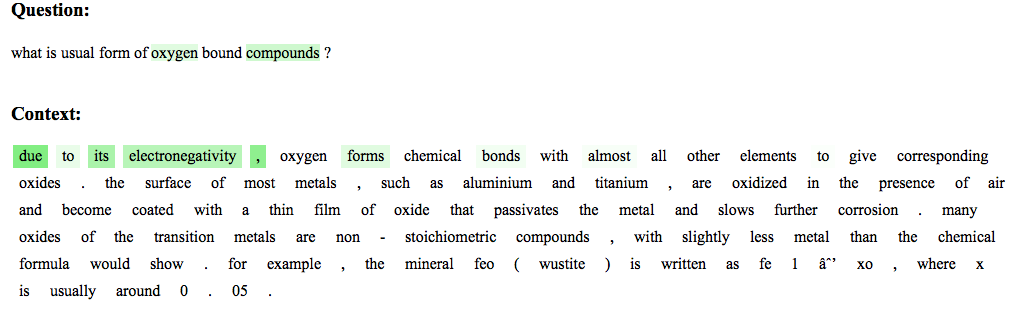 Question:
what is usual form of oxygen bound compounds ?
Context:
due to its electronegativity , oxygen forms chemical bonds with almost all other elements to give corresponding
oxides . the surface of most metals , such as aluminium and titanium , are oxidized in the presence of air
and become coated with a thin film of oxide that passivates the metal and slows further corrosion . many
oxides of the transition metals are non - stoichiometric compounds , with slightly less metal than the chemical
formula would show . for example , the mineral feo ( wustite ) is written as fe 1 âˆ’ xo , where x
is usually around 0 . 05 .